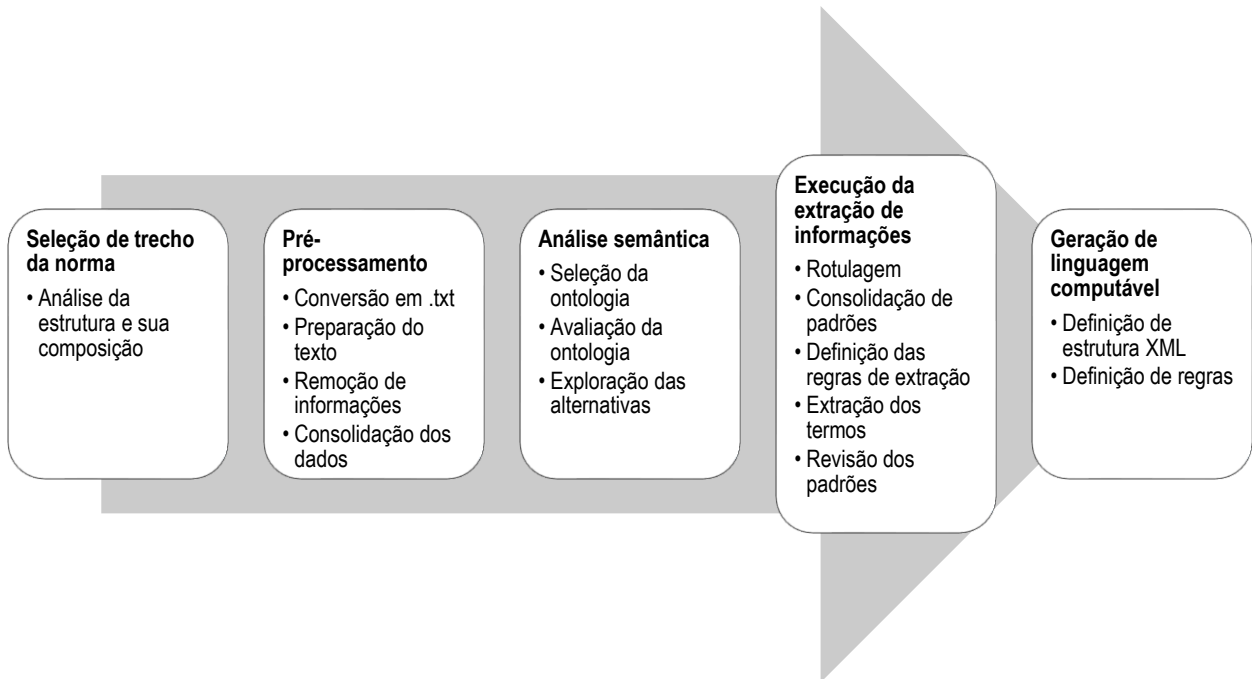 Seleção de trecho
da norma
• Análise da
estrutura e sua
composição
Pré-
processamento
• Conversão em .txt
• Preparação do
texto
• Remoção de
informações
• Consolidação dos
dados
Análise semântica
• Seleção da
ontologia
• Avaliação da
ontologia
• Exploração das
alternativas
Execução da
extração de
informações
• Rotulagem
• Consolidação de
padrões
• Definição das
regras de extração
• Extração dos
termos
• Revisão dos
padrões
Geração de
linguagem
computável
• Definição de
estrutura XML
• Definição de regras